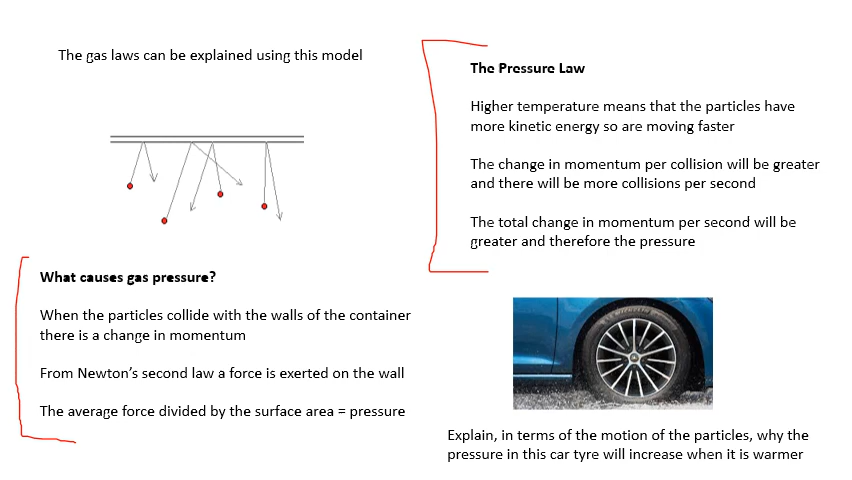 The gas laws can be explained using this model
What causes gas pressure?
When the particles collide with the walls of the container
there is a change in momentum
From Newton's second law a force is exerted on the wall
The average force divided by the surface area = pressure
The Pressure Law
Higher temperature means that the particles have
more kinetic energy so are moving faster
The change in momentum per collision will be greater
and there will be more collisions per second
The total change in momentum per second will be
greater and therefore the pressure
Explain, in terms of the motion of the particles, why the
pressure in this car tyre will increase when it is warmer